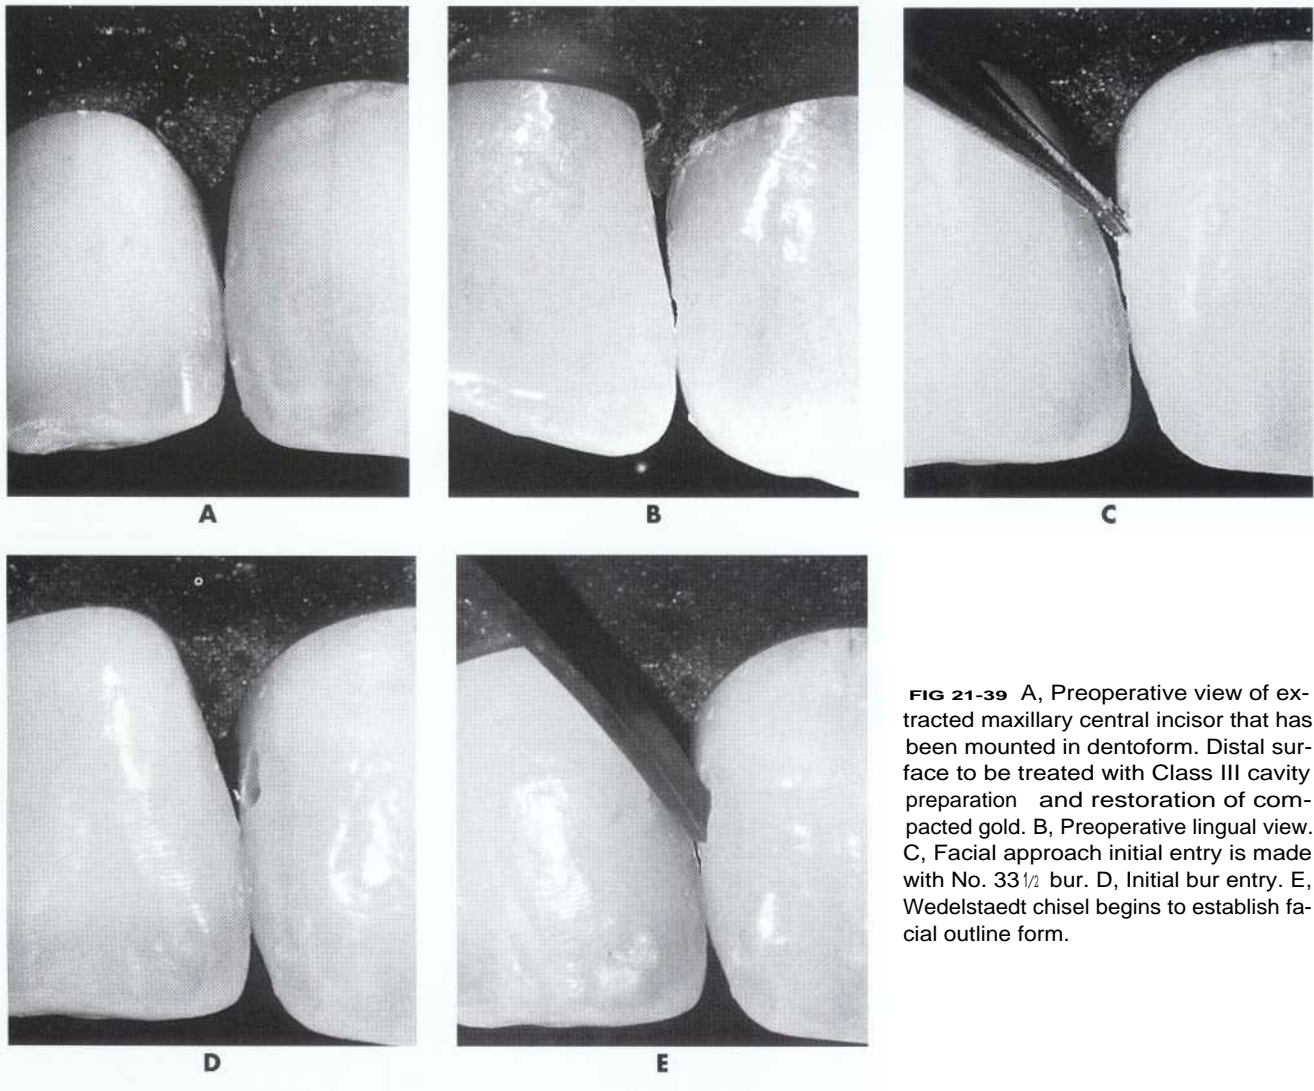 A
B
C
D
E
FIG 21-39 A, Preoperative view of ex-
tracted maxillary central incisor that has
been mounted in dentoform. Distal sur-
face to be treated with Class III cavity
preparation and restoration of com-
pacted gold. B, Preoperative lingual view.
C, Facial approach initial entry is made
with No. 33 1/2 bur. D, Initial bur entry. E,
Wedelstaedt chisel begins to establish fa-
cial outline form.